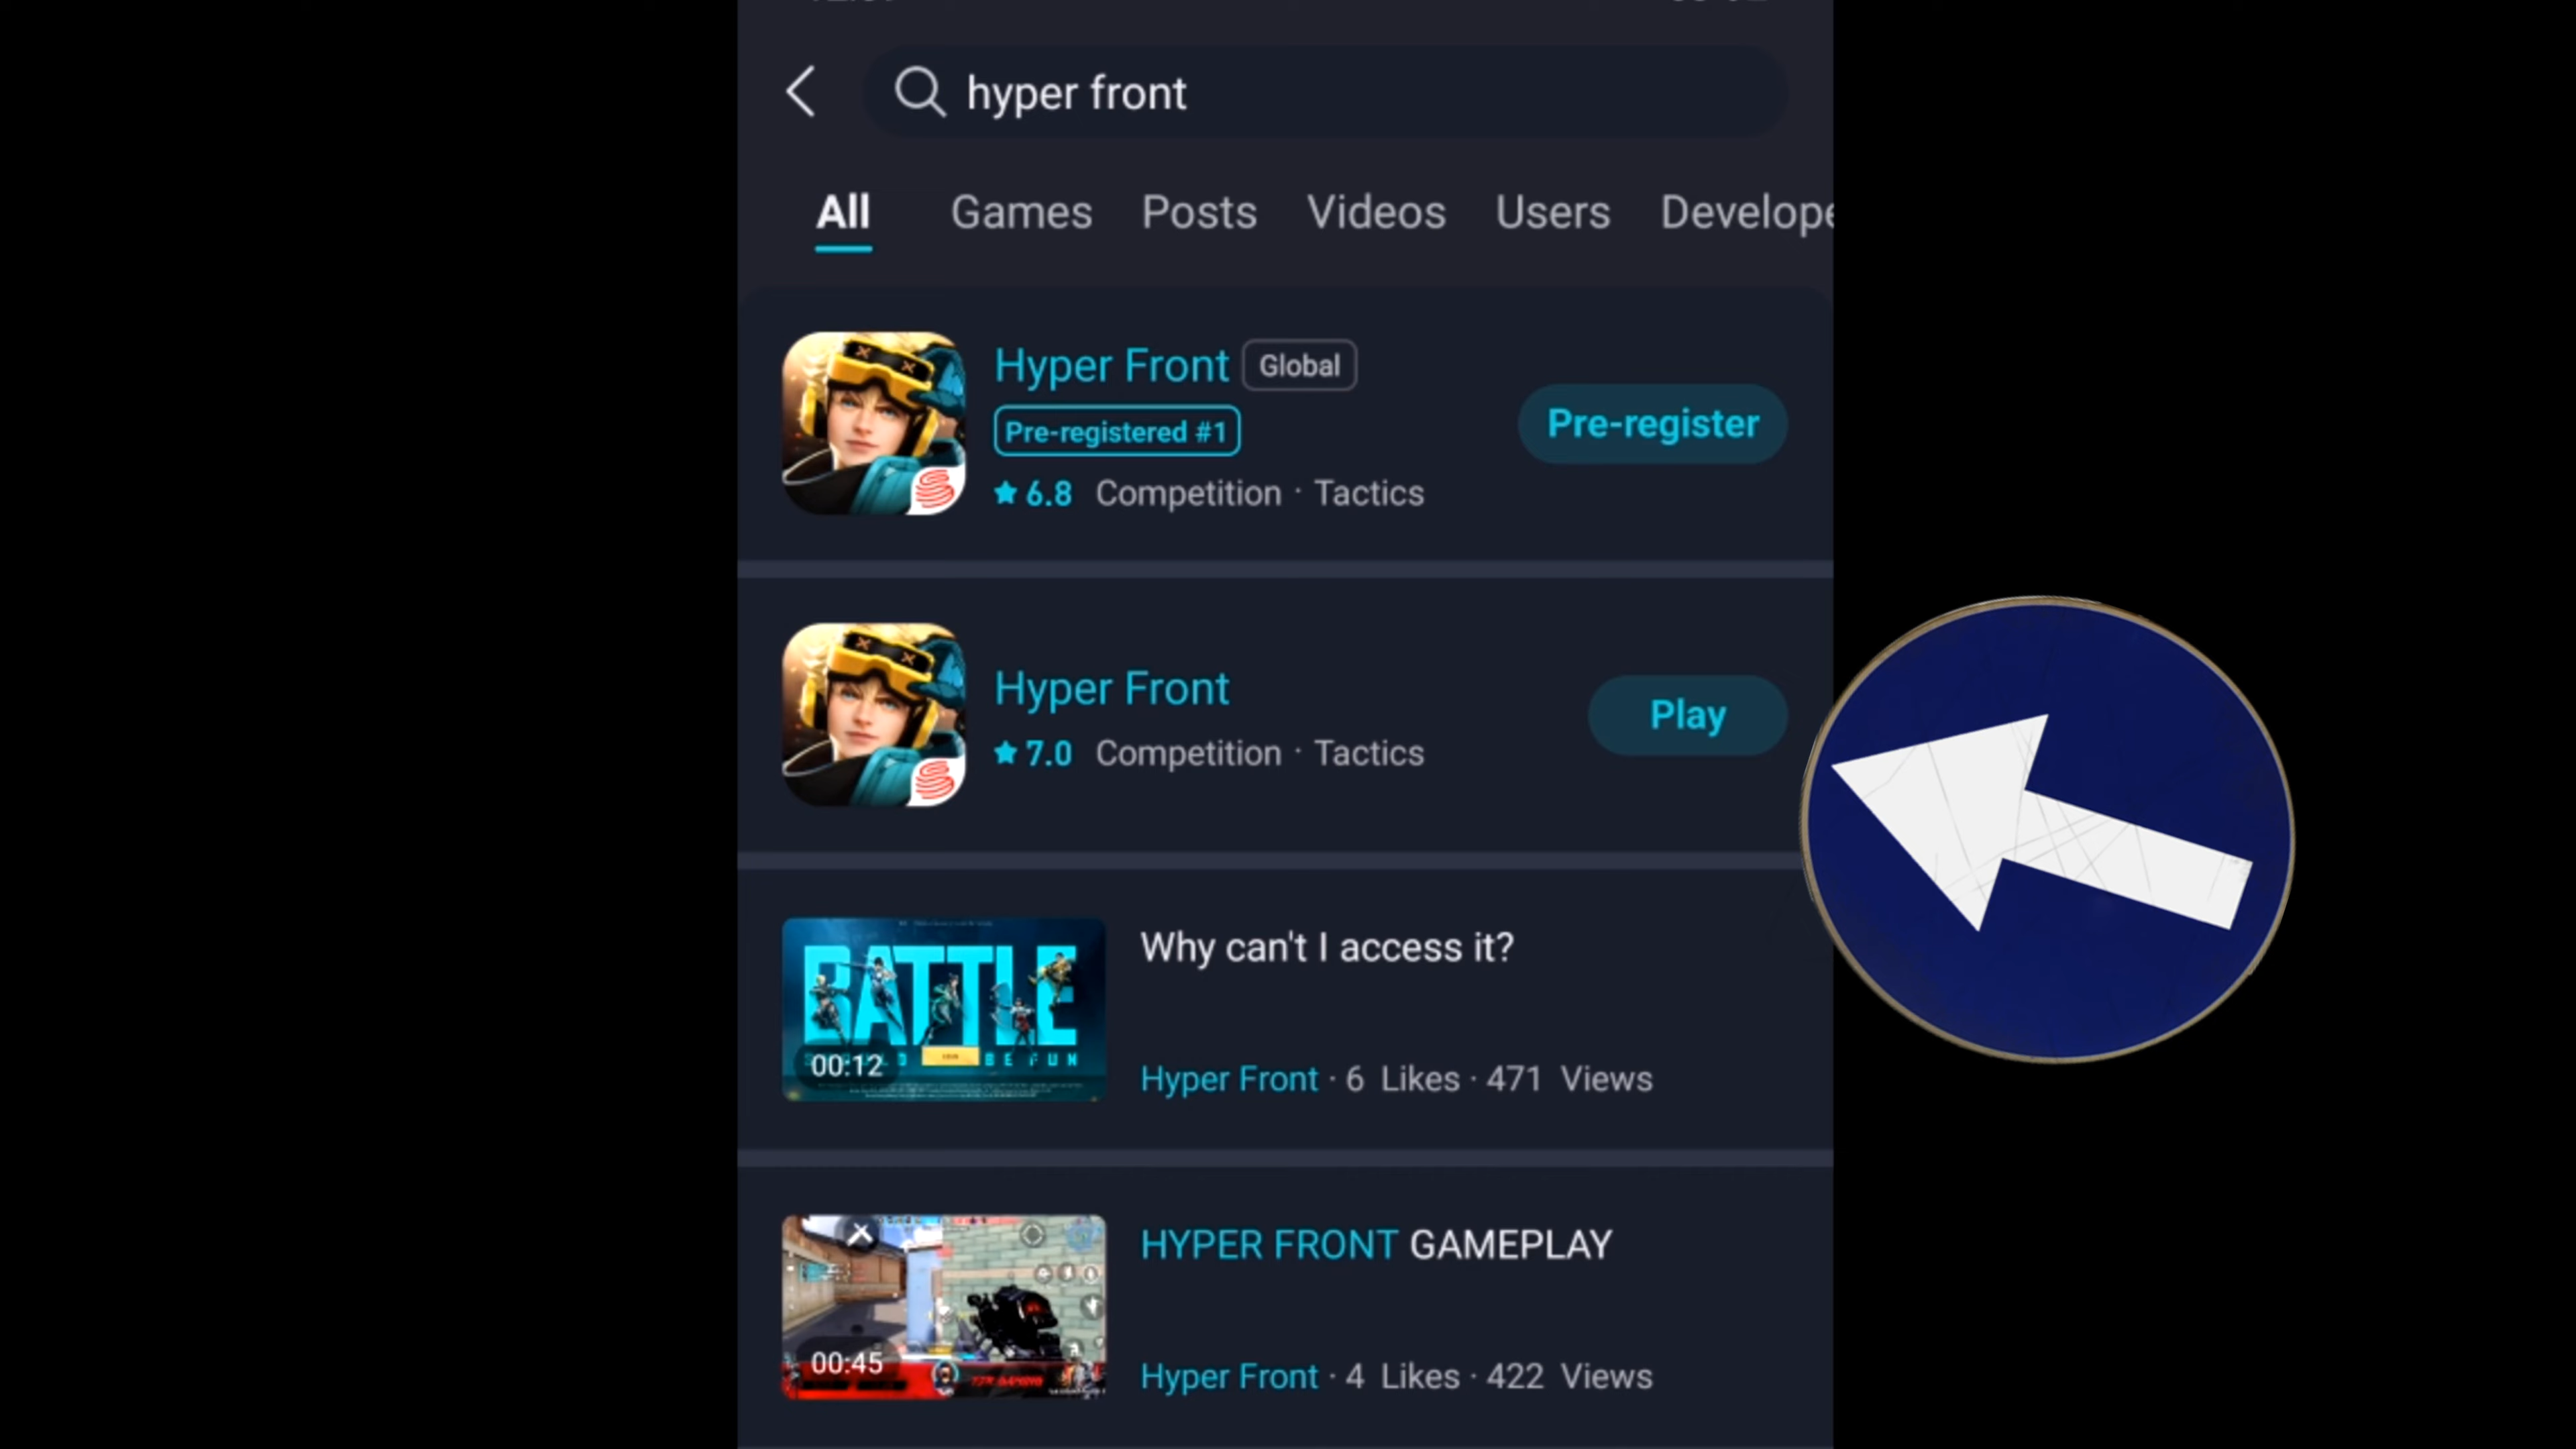 hyper front
All Games Posts Videos Users Develope
Hyper Front Global
Pre-registered #1
Pre-register
6.8 Competition · Tactics
Hyper Front
Play
7.0 Competition · Tactics
BATTLE
BE FUN
00:12
Why can't I access it?
Hyper Front · 6 Likes · 471 Views
00:45
HYPER FRONT GAMEPLAY
Hyper Front · 4 Likes · 422 Views